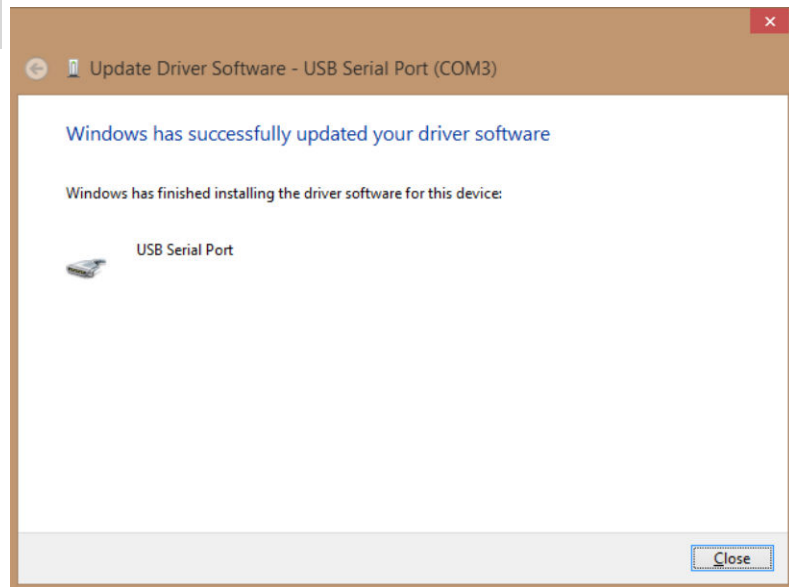 Update Driver Software - USB Serial Port (COM3)
Windows has successfully updated your driver software
Windows has finished installing the driver software for this device:
USB Serial Port
Close